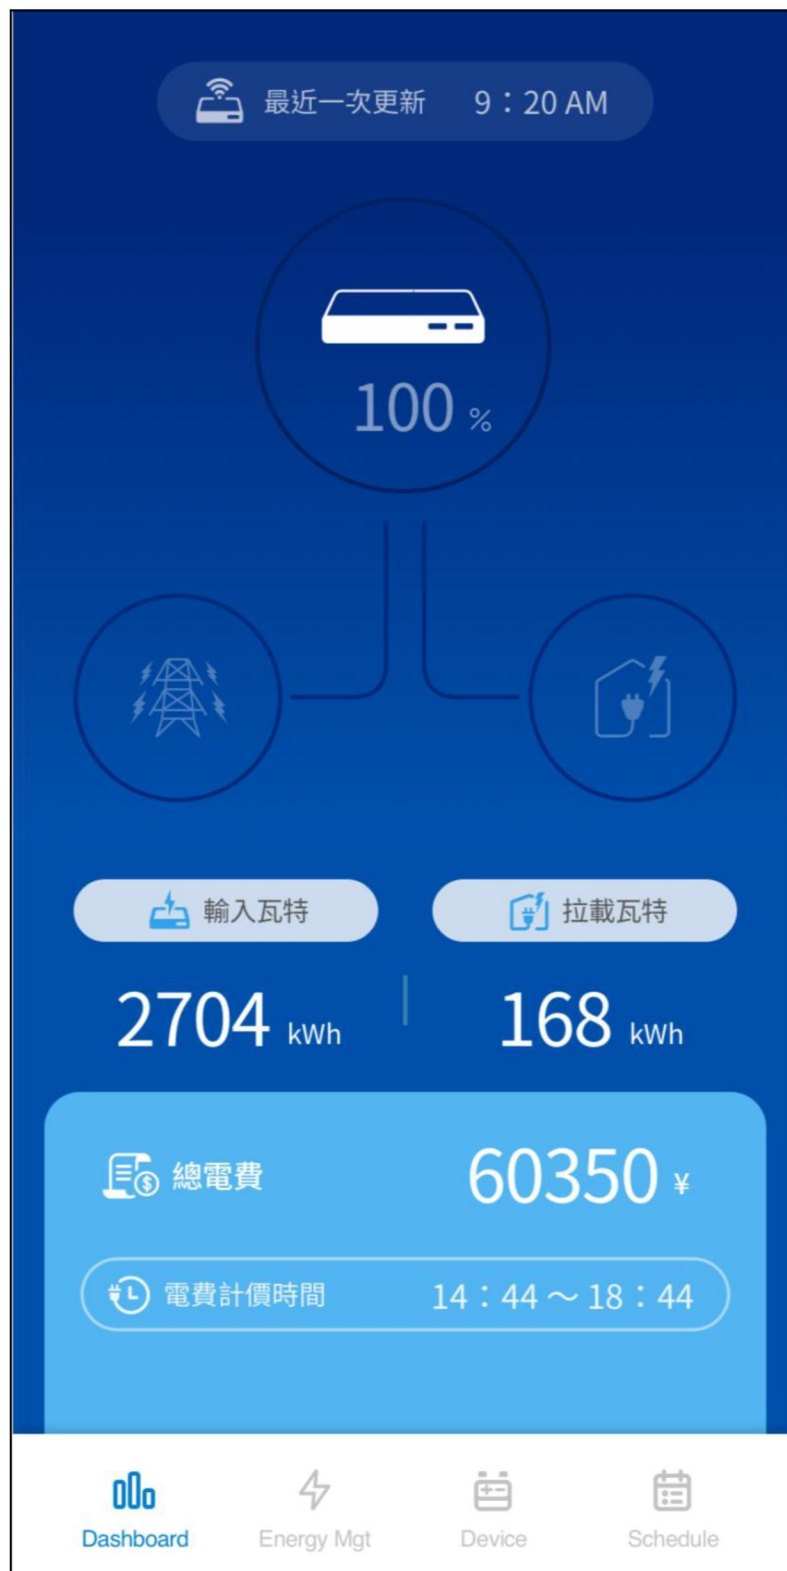 最近一次更新 9：20 AM
100 %
輸入瓦特 拉載瓦特
2704 kWh 168 kWh
總電費 60350 ¥
電費計價時間 14：44～18：44
Dashboard Energy Mgt Device Schedule